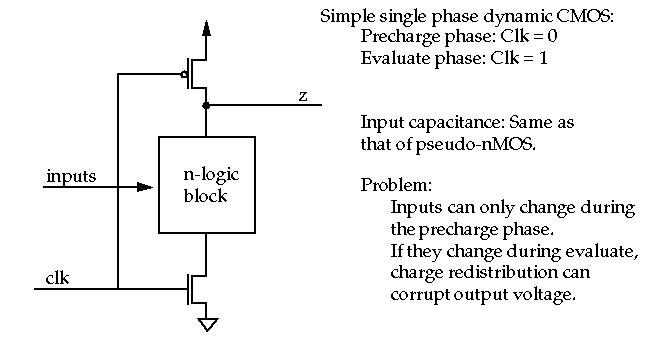 Simple single phase dynamic CMOS:
Precharge phase: Clk = 0
Evaluate phase: Clk = 1
z
Input capacitance: Same as
that of pseudo-nMOS.
n-logic
block
inputs
Problem:
Inputs can only change during
the precharge phase.
If they change during evaluate,
charge redistribution can
corrupt output voltage.
clk